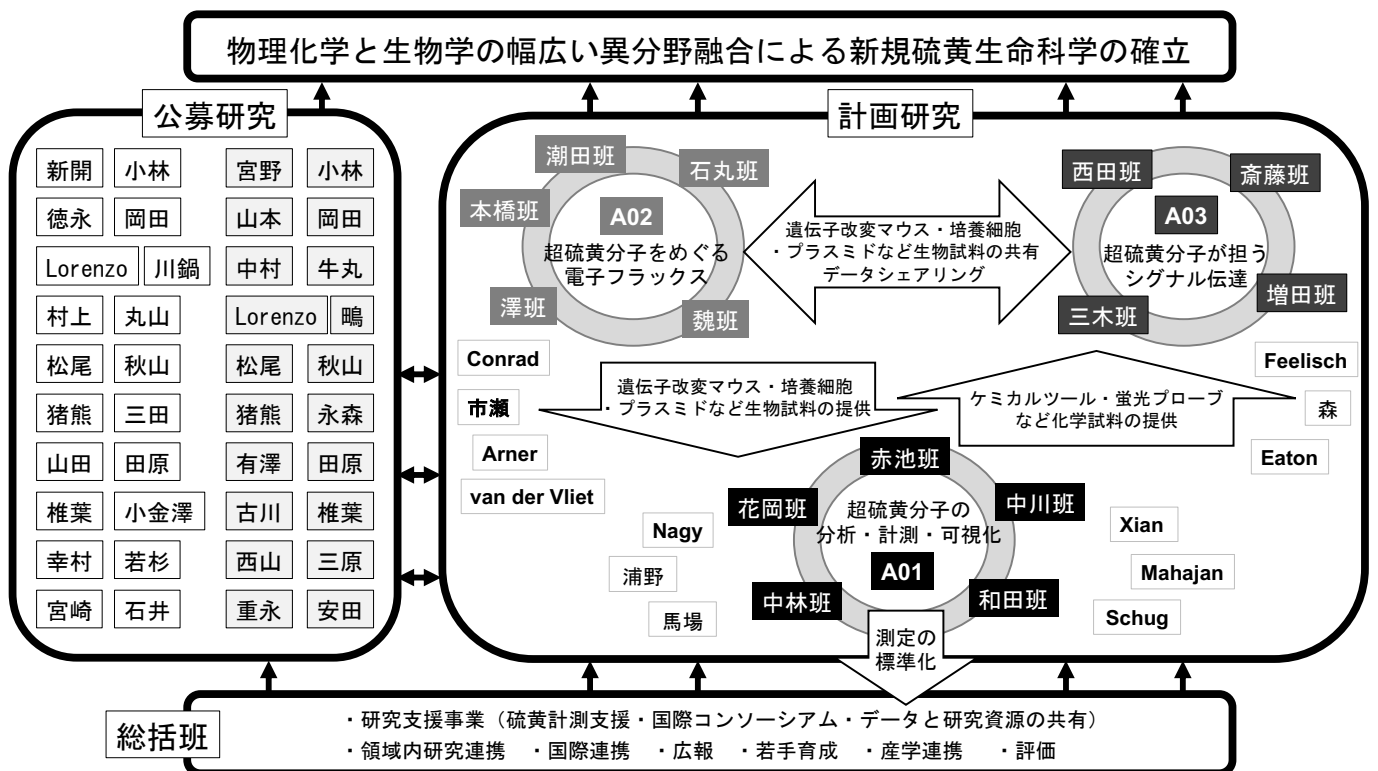 物理化学と生物学の幅広い異分野融合による新規硫黄生命科学の確立
公募研究
新開 小林 宮野 小林
徳永 岡田 山本 岡田
Lorenzo 川鍋 中村 牛丸
村上 丸山 Lorenzo 鴫
松尾 秋山 松尾 秋山
猪熊 三田 猪熊 永森
山田 田原 有澤 田原
椎葉 小金澤 古川 椎葉
幸村 若杉 西山 三原
宮崎 石井 重永 安田
計画研究
潮田班
石丸班
本橋班
A02
超硫黄分子をめぐる
電子フラックス
澤班
魏班
遺伝子改変マウス・培養細胞
・プラスミドなど生物試料の共有
データシェアリング
西田班
斎藤班
A03
超硫黄分子が担う
シグナル伝達
三木班
増田班
Conrad
市瀬
Arner
van der Vliet
遺伝子改変マウス・培養細胞
・プラスミドなど生物試料の提供
ケミカルツール・蛍光プローブ
など化学試料の提供
Feelisch
森
Eaton
赤池班
花岡班
中川班
超硫黄分子の
分析・計測・可視化
A01
中林班
和田班
Nagy
浦野
馬場
Xian
Mahajan
Schug
測定の
標準化
総括班
・研究支援事業（硫黄計測支援・国際コンソーシアム・データと研究資源の共有）
・領域内研究連携 ・国際連携 ・広報 ・若手育成 ・産学連携 ・評価